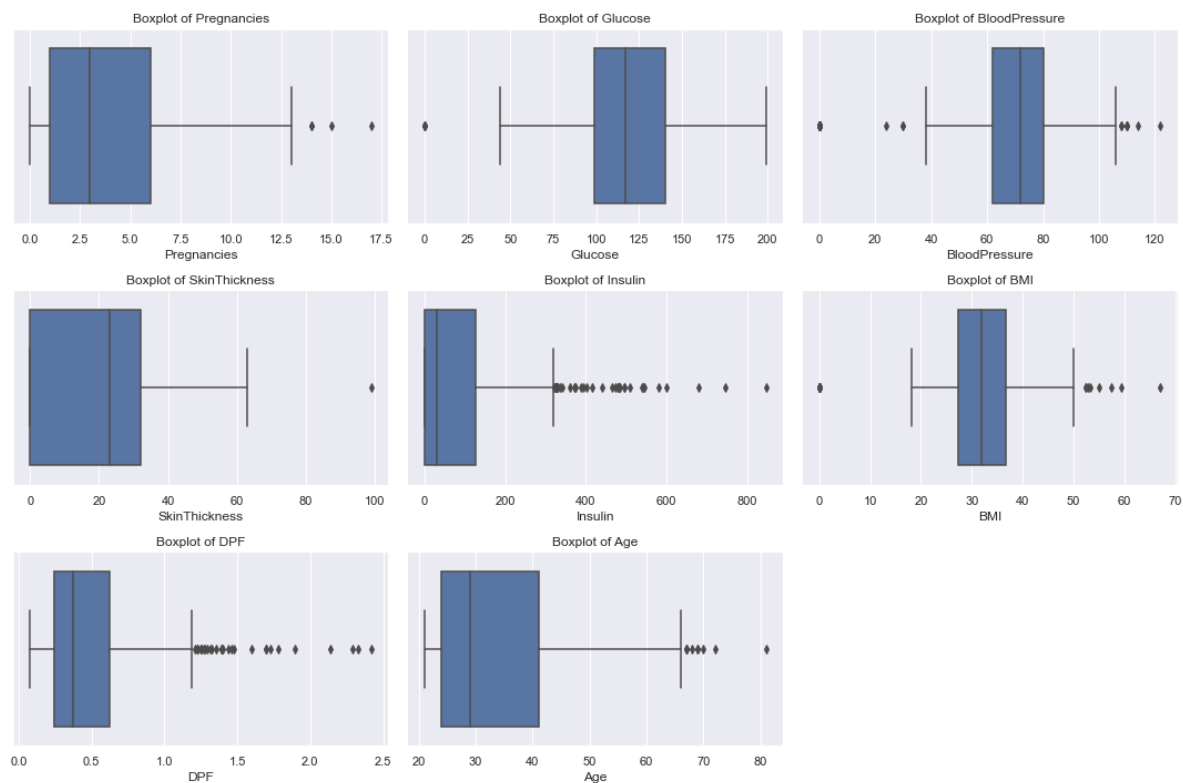 Boxplot of Pregnancies
0.0 2.5 5.0 7.5 10.0 12.5 15.0 17.5
Pregnancies
Boxplot of Glucose
0 50 75 100 125 150 175 200
Glucose
Boxplot of BloodPressure
0 20 40 60 80 100 120
BloodPressure
Boxplot of SkinThickness
0 20 40 60 80 100
SkinThickness
Boxplot of Insulin
0 200 400 600 800
Insulin
Boxplot of BMI
0 10 20 30 40 50 60 70
BMI
Boxplot of DPF
0.0 0.5 1.0 1.5 2.0 2.5
DPF
Boxplot of Age
20 30 40 50 60 70 80
Age